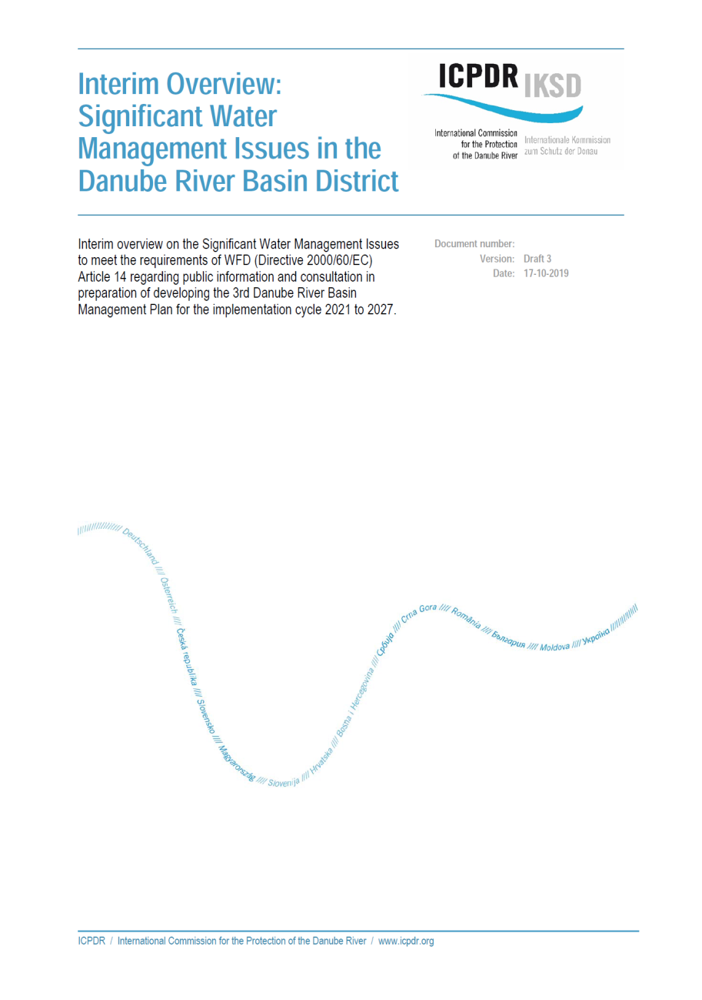 Interim Overview:
Significant Water
Management Issues in the
Danube River Basin District
ICPDR IKSD
International Commission
for the Protection
of the Danube River
Internationale Kommission
zum Schutz der Donau
Interim overview on the Significant Water Management Issues
to meet the requirements of WFD (Directive 2000/60/EC)
Article 14 regarding public information and consultation in
preparation of developing the 3rd Danube River Basin
Management Plan for the implementation cycle 2021 to 2027.
Document number:
Version: Draft 3
Date: 17-10-2019
///////////////// Deutschland //// Österreich //// Česká republika //// Slovensko //// Magyarország //// Slovenija //// Hrvatska //// Bosna i Hercegovina //// Србија //// Crna Gora //// România //// България //// Moldova //// Україна /////////////
ICPDR / International Commission for the Protection of the Danube River / www.icpdr.org